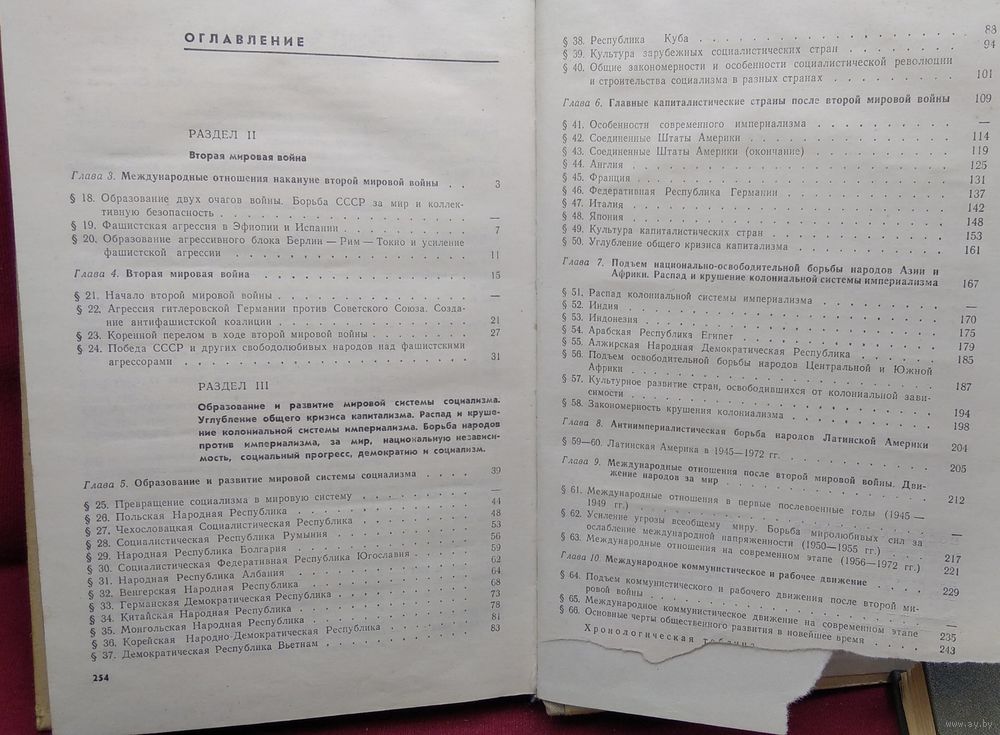 ОГЛАВЛЕНИЕ
РАЗДЕЛ II
Вторая мировая война
Глава 3. Международные отношения накануне второй мировой войны . . 3
§ 18. Образование двух очагов войны. Борьба СССР за мир и коллек-
тивную безопасность . . . . . . . . . . . . . . . —
§ 19. Фашистская агрессия в Эфиопии и Испании . . . . . . . . 7
§ 20. Образование агрессивного блока Берлин — Рим — Токио и усиление
фашистской агрессии . . . . . . . . . . . . . . . 11
Глава 4. Вторая мировая война . . . . . . . . . . . . . 15
§ 21. Начало второй мировой войны . . . . . . . . . . . . —
§ 22. Агрессия гитлеровской Германии против Советского Союза. Созда-
ние антифашистской коалиции . . . . . . . . . . . . 21
§ 23. Коренной перелом в ходе второй мировой войны . . . . . . 27
§ 24. Победа СССР и других свободолюбивых народов над фашистскими
агрессорами . . . . . . . . . . . . . . . . . 31
РАЗДЕЛ III
Образование и развитие мировой системы социализма.
Углубление общего кризиса капитализма. Распад и круше-
ние колониальной системы империализма. Борьба народов
против империализма, за мир, национальную независи-
мость, социальный прогресс, демократию и социализм.
Глава 5. Образование и развитие мировой системы социализма . . . . 39
§ 25. Превращение социализма в мировую систему . . . . . . . —
§ 26. Польская Народная Республика . . . . . . . . . . . 44
§ 27. Чехословацкая Социалистическая Республика . . . . . . . 48
§ 28. Социалистическая Республика Румыния . . . . . . . . . 53
§ 29. Народная Республика Болгария . . . . . . . . . . . 56
§ 30. Социалистическая Федеративная Республика Югославия . . . . 59
§ 31. Народная Республика Албания . . . . . . . . . . . 62
§ 32. Венгерская Народная Республика . . . . . . . . . . 64
§ 33. Германская Демократическая Республика . . . . . . . . 68
§ 34. Китайская Народная Республика . . . . . . . . . . 73
§ 35. Монгольская Народная Республика . . . . . . . . . . 78
§ 36. Корейская Народно-Демократическая Республика . . . . . . 81
§ 37. Демократическая Республика Вьетнам . . . . . . . . . 83
254
§ 38. Республика Куба . . . . . . . . . . . . . . . 88
§ 39. Культура зарубежных социалистических стран . . . . . . . 94
§ 40. Общие закономерности и особенности социалистической революции
и строительства социализма в разных странах . . . . . . . 101
Глава 6. Главные капиталистические страны после второй мировой войны 109
§ 41. Особенности современного империализма . . . . . . . . —
§ 42. Соединенные Штаты Америки . . . . . . . . . . . . 114
§ 43. Соединенные Штаты Америки (окончание) . . . . . . . . 119
§ 44. Англия . . . . . . . . . . . . . . . . . . 125
§ 45. Франция . . . . . . . . . . . . . . . . . . 131
§ 46. Федеративная Республика Германии . . . . . . . . . . 137
§ 47. Италия . . . . . . . . . . . . . . . . . . 142
§ 48. Япония . . . . . . . . . . . . . . . . . . 148
§ 49. Культура капиталистических стран . . . . . . . . . . 153
§ 50. Углубление общего кризиса капитализма . . . . . . . . 161
Глава 7. Подъем национально-освободительной борьбы народов Азии и
Африки. Распад и крушение колониальной системы империализма 167
§ 51. Распад колониальной системы империализма . . . . . . . —
§ 52. Индия . . . . . . . . . . . . . . . . . . 170
§ 53. Индонезия . . . . . . . . . . . . . . . . . 175
§ 54. Арабская Республика Египет . . . . . . . . . . . . 179
§ 55. Алжирская Народная Демократическая Республика . . . . . 185
§ 56. Подъем освободительной борьбы народов Центральной и Южной
Африки . . . . . . . . . . . . . . . . . . 187
§ 57. Культурное развитие стран, освободившихся от колониальной зави-
симости . . . . . . . . . . . . . . . . . . 194
§ 58. Закономерность крушения колониализма . . . . . . . . 198
Глава 8. Антиимпериалистическая борьба народов Латинской Америки 204
§ 59—60. Латинская Америка в 1945—1972 гг. . . . . . . . . 205
Глава 9. Международные отношения после второй мировой войны. Дви-
жение народов за мир . . . . . . . . . . . . . 212
§ 61. Международные отношения в первые послевоенные годы (1945—
1949 гг.) . . . . . . . . . . . . . . . . . —
§ 62. Усиление угрозы всеобщему миру. Борьба миролюбивых сил за
ослабление международной напряженности (1950—1955 гг.) . . . 217
§ 63. Международные отношения на современном этапе (1956—1972 гг.) 221
Глава 10. Международное коммунистическое и рабочее движение 229
§ 64. Подъем коммунистического и рабочего движения после второй ми-
ровой войны . . . . . . . . . . . . . . . . —
§ 65. Международное коммунистическое движение на современном этапе 235
§ 66. Основные черты общественного развития в новейшее время . . . 243
Хронологическая таблица
www.ay.by